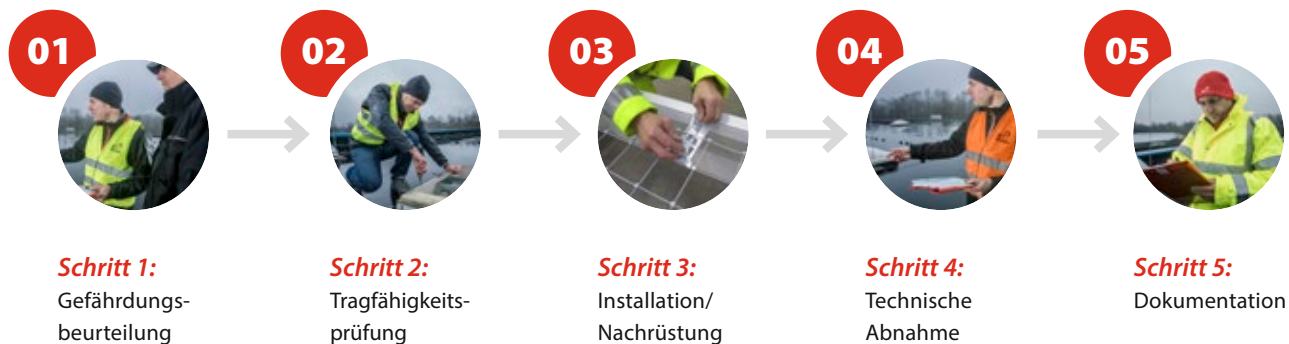 01
02
03
04
05
Schritt 1:
Gefährdungs-
beurteilung
Schritt 2:
Tragfähigkeits-
prüfung
Schritt 3:
Installation/
Nachrüstung
Schritt 4:
Technische
Abnahme
Schritt 5:
Dokumentation